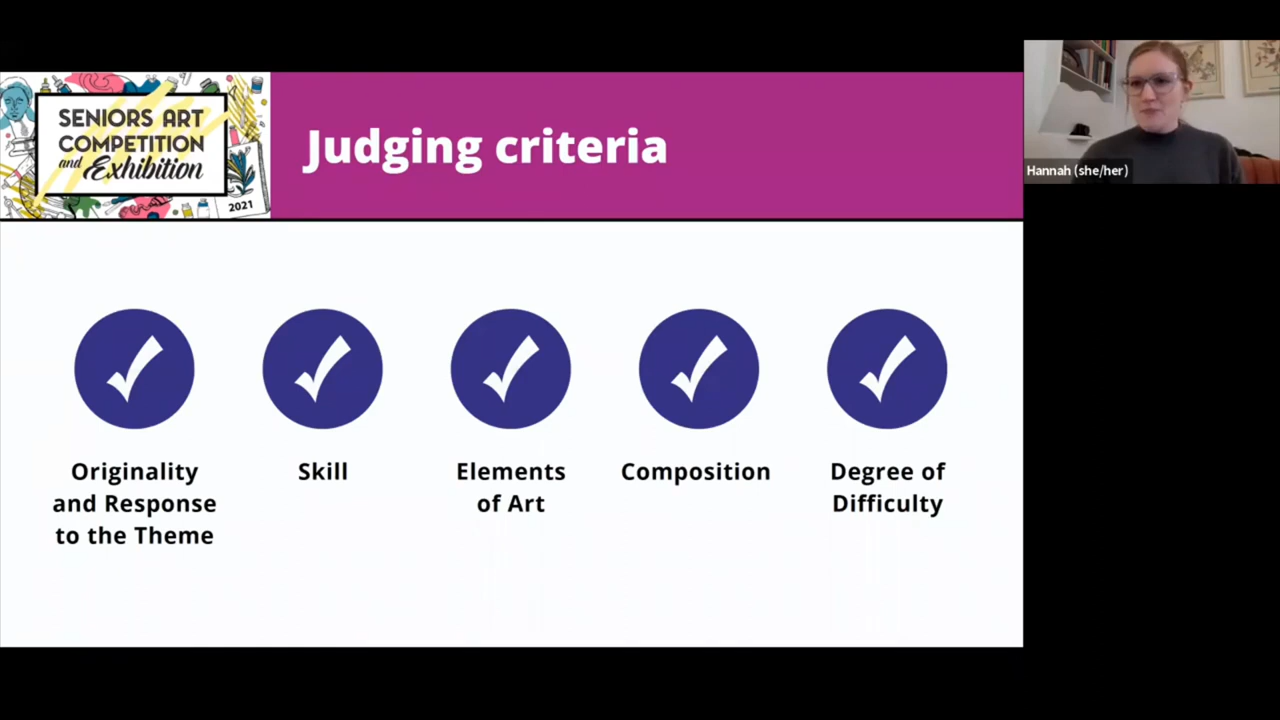 SENIORS ART
COMPETITION
and Exhibition
2021
Judging criteria
Hannah (she/her)
Originality
and Response
to the Theme
Skill
Elements
of Art
Composition
Degree of
Difficulty